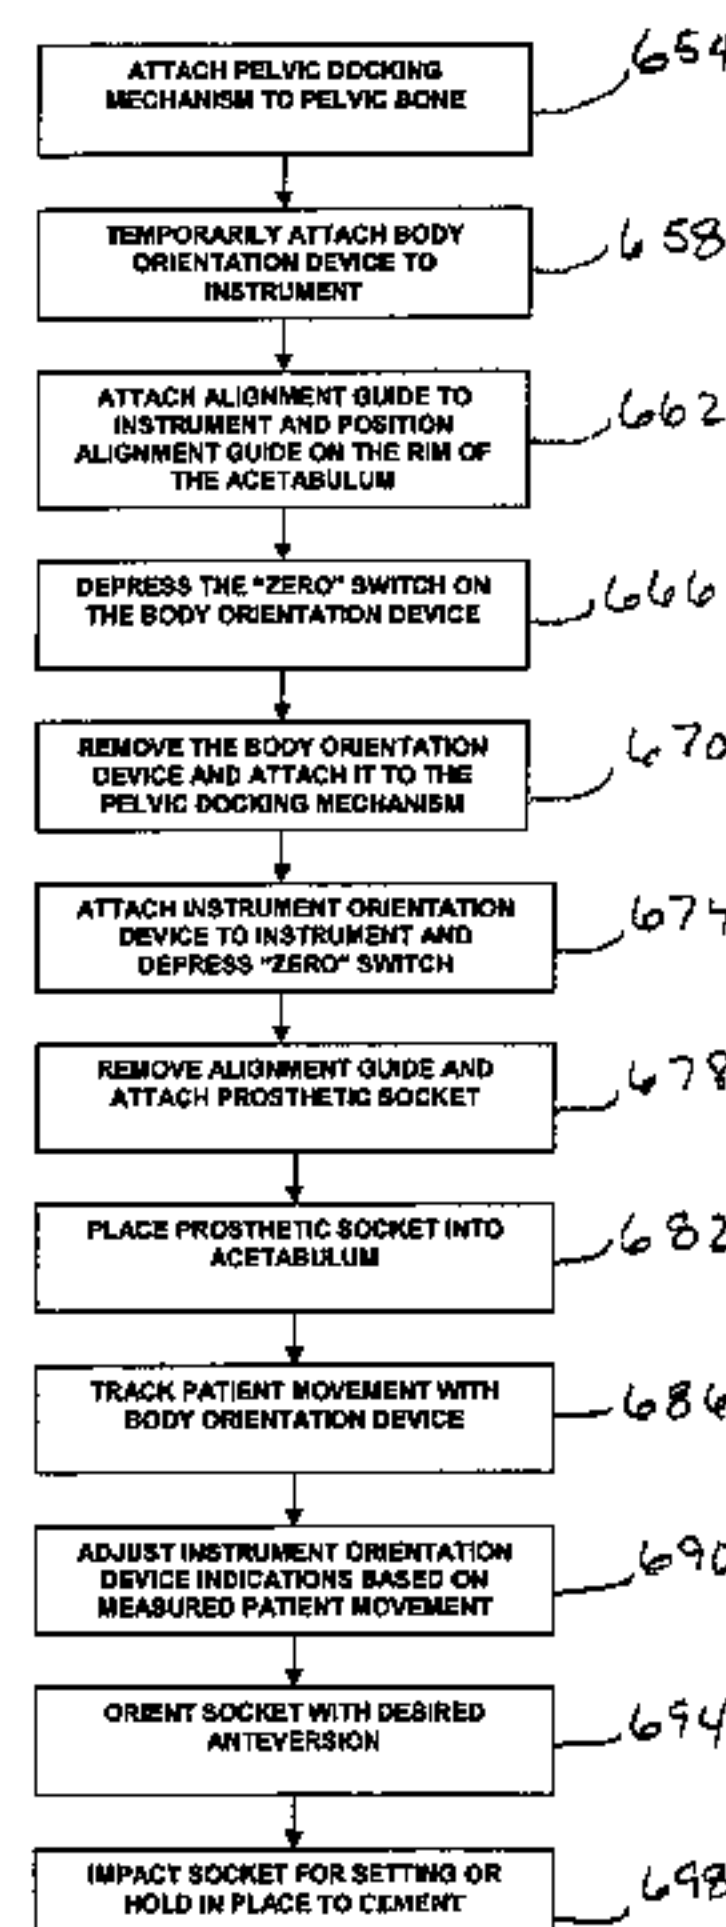 ATTACH PELVIC DOCKING
MECHANISM TO PELVIC BONE
654
TEMPORARILY ATTACH BODY
ORIENTATION DEVICE TO
INSTRUMENT
658
ATTACH ALIGNMENT GUIDE TO
INSTRUMENT AND POSITION
ALIGNMENT GUIDE ON THE RIM OF
THE ACETABULUM
662
DEPRESS THE "ZERO" SWITCH ON
THE BODY ORIENTATION DEVICE
666
REMOVE THE BODY ORIENTATION
DEVICE AND ATTACH IT TO THE
PELVIC DOCKING MECHANISM
670
ATTACH INSTRUMENT ORIENTATION
DEVICE TO INSTRUMENT AND
DEPRESS "ZERO" SWITCH
674
REMOVE ALIGNMENT GUIDE AND
ATTACH PROSTHETIC SOCKET
678
PLACE PROSTHETIC SOCKET INTO
ACETABULUM
682
TRACK PATIENT MOVEMENT WITH
BODY ORIENTATION DEVICE
686
ADJUST INSTRUMENT ORIENTATION
DEVICE INDICATIONS BASED ON
MEASURED PATIENT MOVEMENT
690
ORIENT SOCKET WITH DESIRED
ANTEVERSION
694
IMPACT SOCKET FOR SETTING OR
HOLD IN PLACE TO CEMENT
698